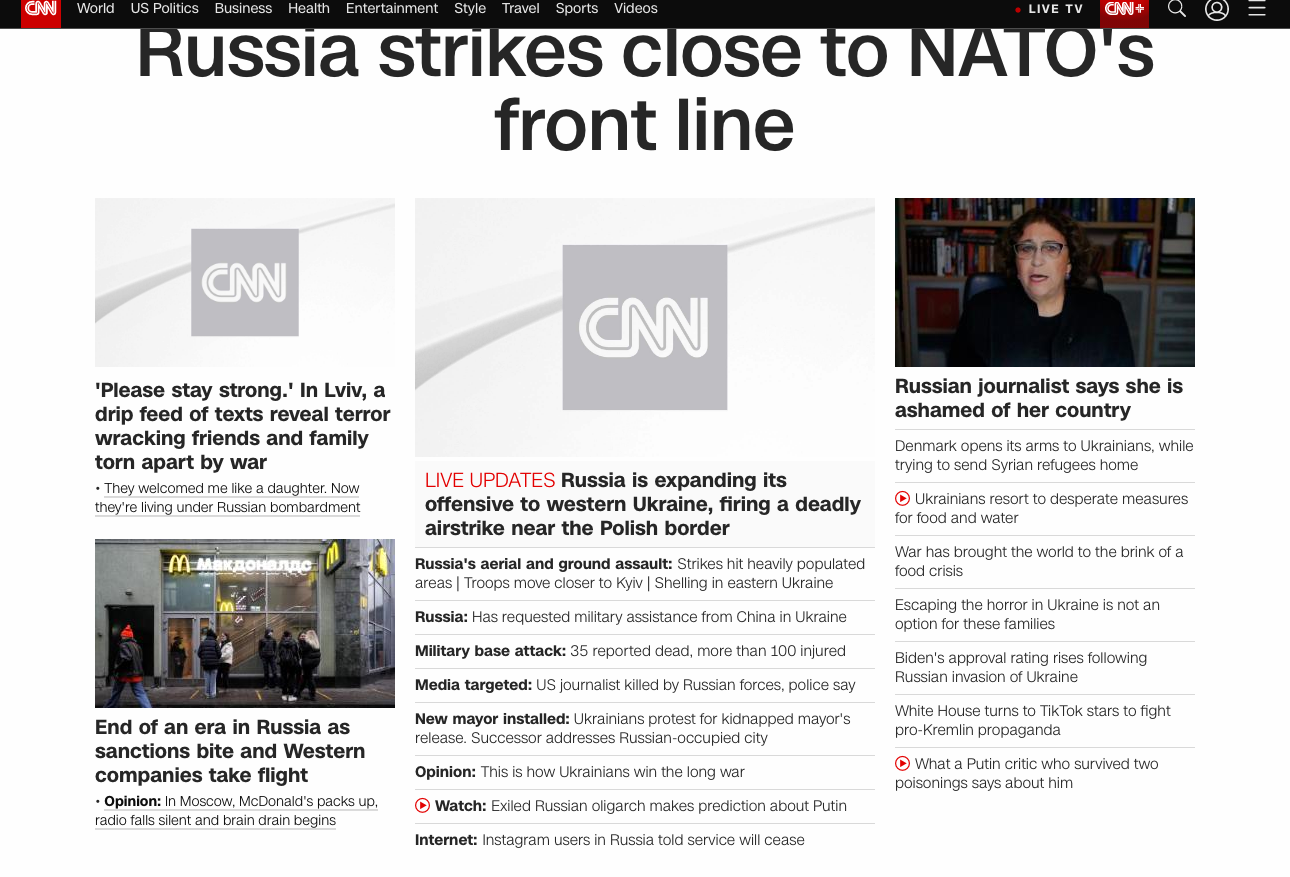 CNN World US Politics Business Health Entertainment Style Travel Sports Videos LIVE TV CNN+
Russia strikes close to NATO's
front line
CNN
'Please stay strong.' In Lviv, a
drip feed of texts reveal terror
wracking friends and family
torn apart by war
• They welcomed me like a daughter. Now
they're living under Russian bombardment
Макдоналдс
End of an era in Russia as
sanctions bite and Western
companies take flight
• Opinion: In Moscow, McDonald's packs up,
radio falls silent and brain drain begins
CNN
LIVE UPDATES Russia is expanding its
offensive to western Ukraine, firing a deadly
airstrike near the Polish border
Russia's aerial and ground assault: Strikes hit heavily populated
areas | Troops move closer to Kyiv | Shelling in eastern Ukraine
Russia: Has requested military assistance from China in Ukraine
Military base attack: 35 reported dead, more than 100 injured
Media targeted: US journalist killed by Russian forces, police say
New mayor installed: Ukrainians protest for kidnapped mayor's
release. Successor addresses Russian-occupied city
Opinion: This is how Ukrainians win the long war
Watch: Exiled Russian oligarch makes prediction about Putin
Internet: Instagram users in Russia told service will cease
Russian journalist says she is
ashamed of her country
Denmark opens its arms to Ukrainians, while
trying to send Syrian refugees home
Ukrainians resort to desperate measures
for food and water
War has brought the world to the brink of a
food crisis
Escaping the horror in Ukraine is not an
option for these families
Biden's approval rating rises following
Russian invasion of Ukraine
White House turns to TikTok stars to fight
pro-Kremlin propaganda
What a Putin critic who survived two
poisonings says about him